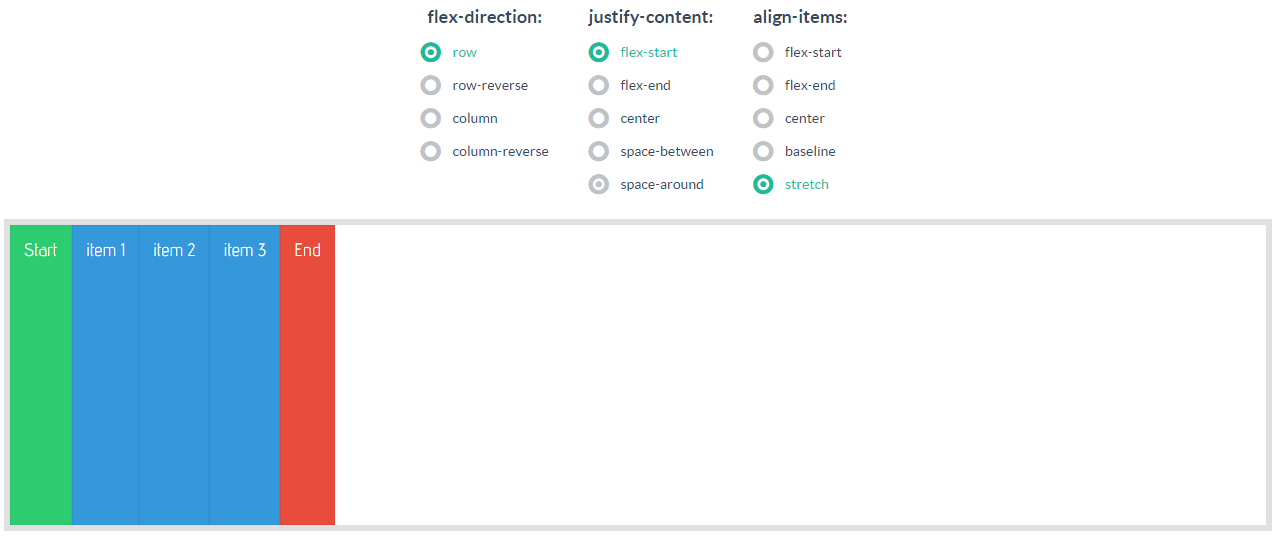 flex-direction: justify-content: align-items:
row flex-start flex-start
row-reverse flex-end flex-end
column center center
column-reverse space-between baseline
space-around stretch
Start item 1 item 2 item 3 End